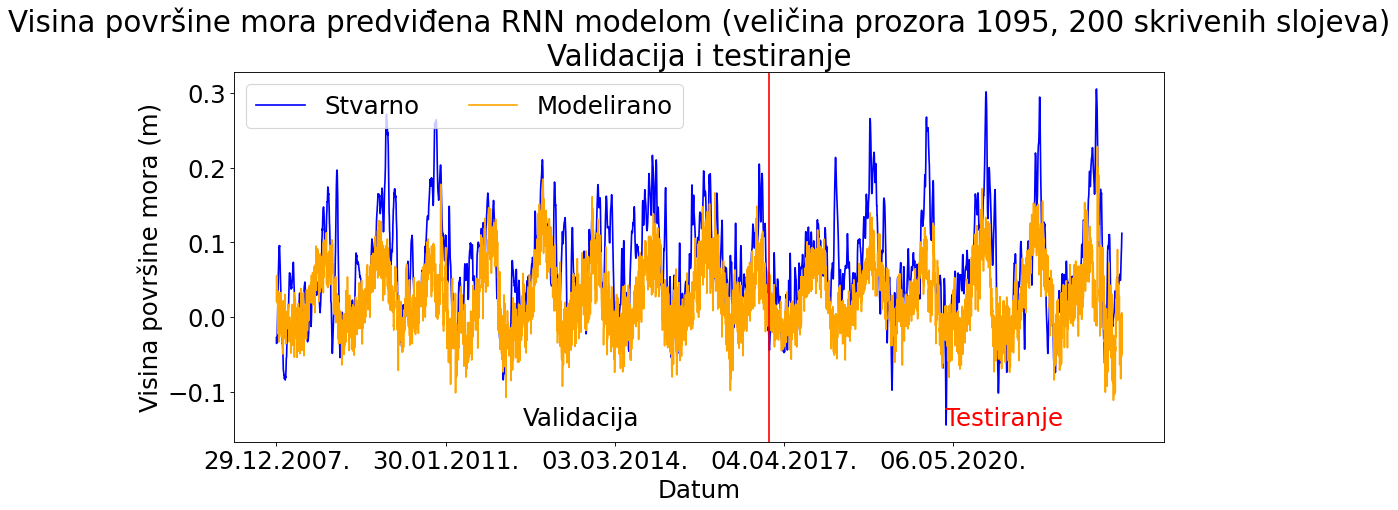 Visina površine mora predviđena RNN modelom (veličina prozora 1095, 200 skrivenih slojeva)
Validacija i testiranje
Stvarno Modelirano
Visina površine mora (m)
0.3
0.2
0.1
0.0
−0.1
Validacija Testiranje
29.12.2007. 30.01.2011. 03.03.2014. 04.04.2017. 06.05.2020.
Datum